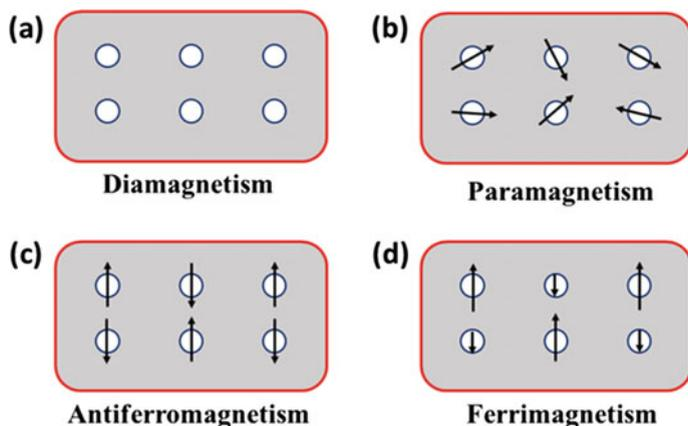 (a)
Diamagnetism
(b)
Paramagnetism
(c)
Antiferromagnetism
(d)
Ferrimagnetism